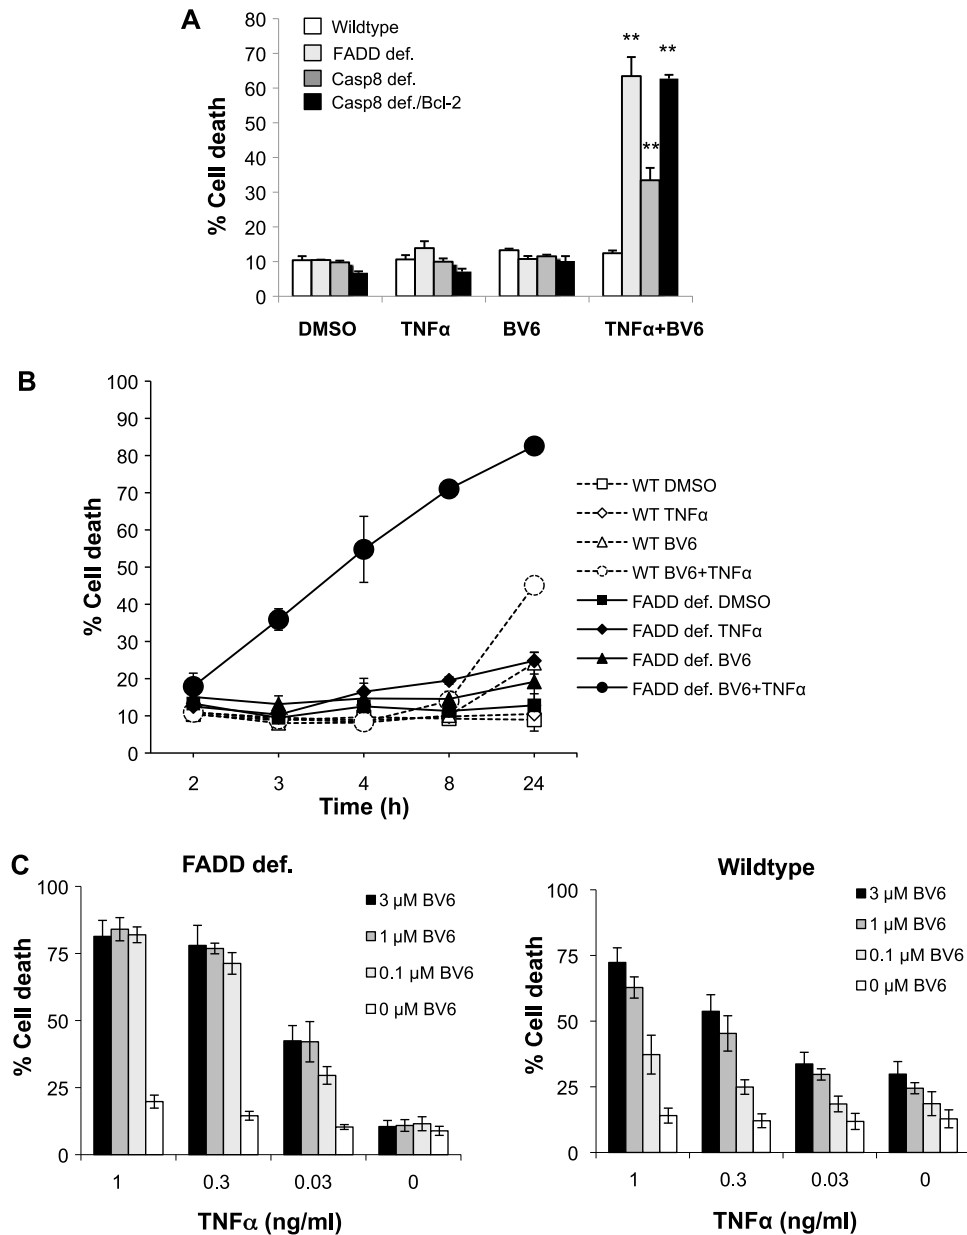 A
Wildtype
FADD def.
Casp8 def.
Casp8 def./Bcl-2
% Cell death
80
70
60
50
40
30
20
10
0
**
**
**
DMSO
TNFα
BV6
TNFα+BV6
B
% Cell death
100
90
80
70
60
50
40
30
20
10
0
2
3
4
8
24
Time (h)
WT DMSO
WT TNFα
WT BV6
WT BV6+TNFα
FADD def. DMSO
FADD def. TNFα
FADD def. BV6
FADD def. BV6+TNFα
C
FADD def.
% Cell death
100
75
50
25
0
3 µM BV6
1 µM BV6
0.1 µM BV6
0 µM BV6
1
0.3
0.03
0
TNFα (ng/ml)
Wildtype
% Cell death
100
75
50
25
0
3 µM BV6
1 µM BV6
0.1 µM BV6
0 µM BV6
1
0.3
0.03
0
TNFα (ng/ml)